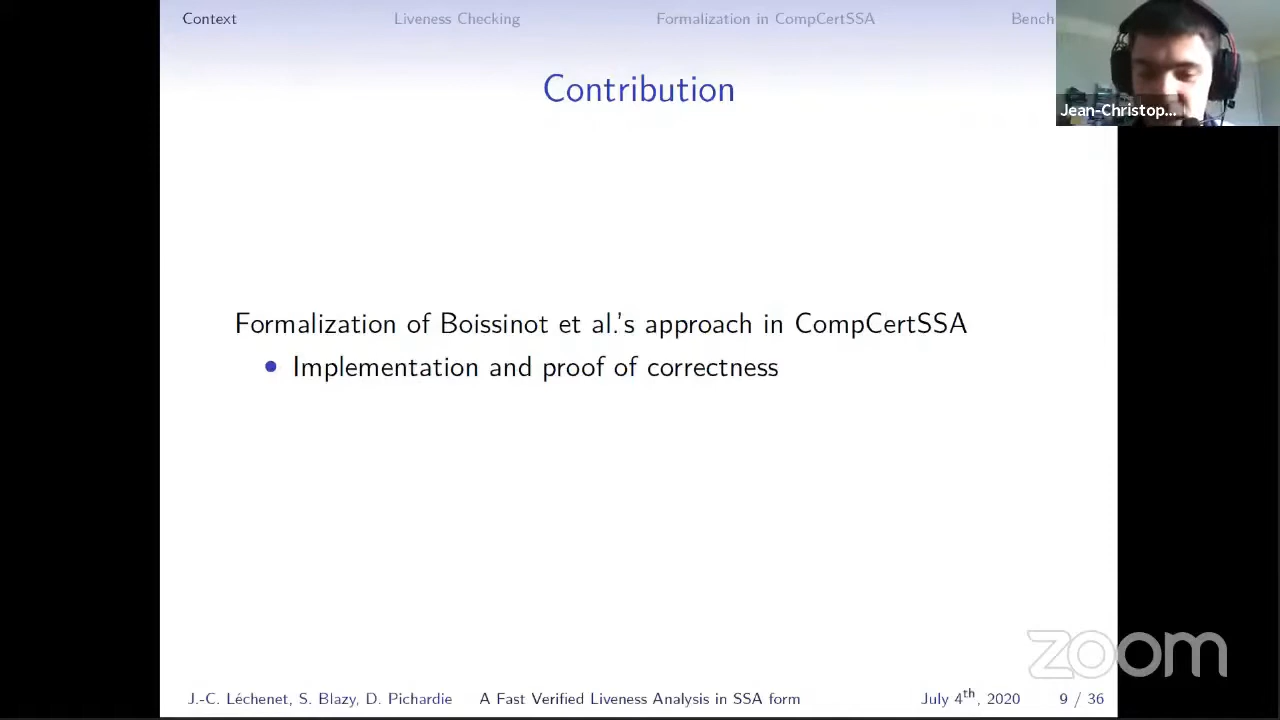 Context Liveness Checking Formalization in CompCertSSA Bench
Jean-Christop...
Contribution
Formalization of Boissinot et al.'s approach in CompCertSSA
• Implementation and proof of correctness
zoom
J.-C. Léchenet, S. Blazy, D. Pichardie A Fast Verified Liveness Analysis in SSA form July 4th, 2020 9 / 36